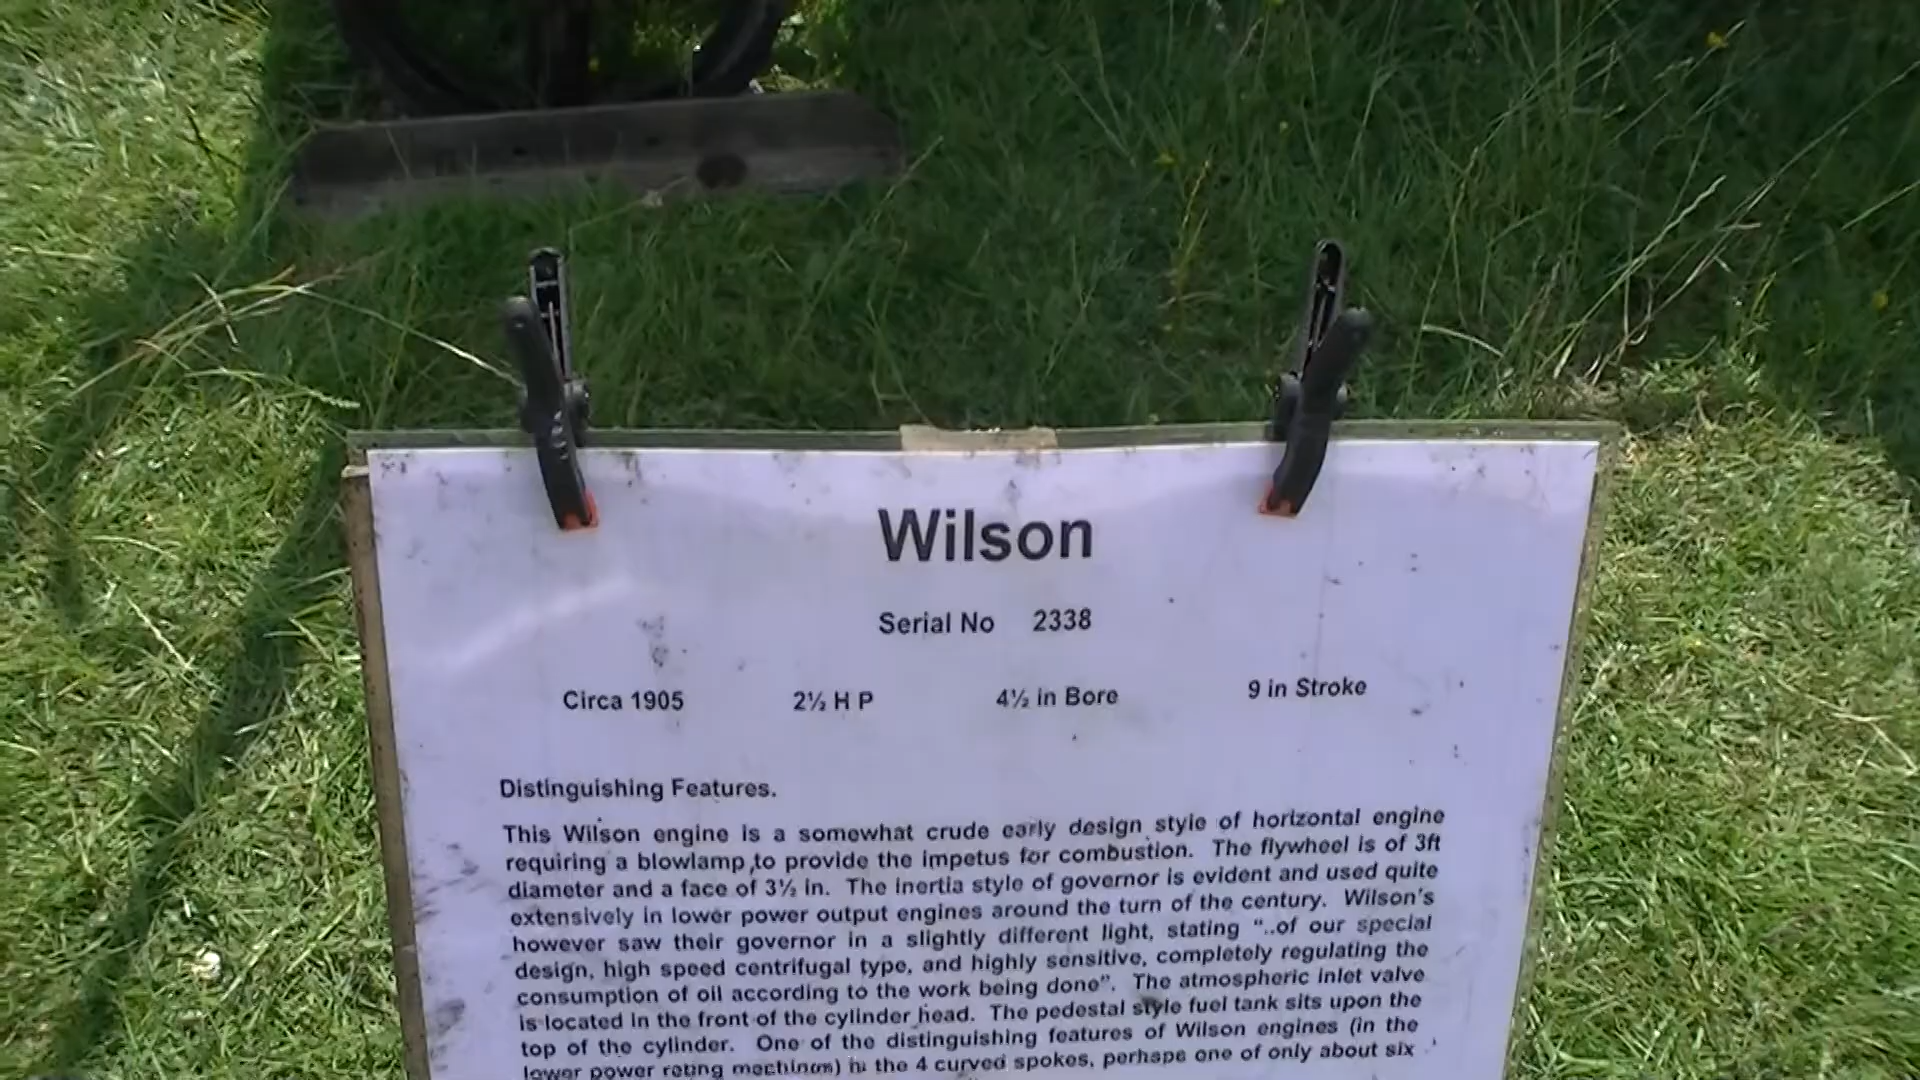 Wilson
Serial No 2338
Circa 1905 2½ H P 4½ in Bore 9 in Stroke
Distinguishing Features.
This Wilson engine is a somewhat crude early design style of horizontal engine
requiring a blowlamp to provide the impetus for combustion. The flywheel is of 3ft
diameter and a face of 3½ in. The inertia style of governor is evident and used quite
extensively in lower power output engines around the turn of the century. Wilson's
however saw their governor in a slightly different light, stating "..of our special
design, high speed centrifugal type, and highly sensitive, completely regulating the
consumption of oil according to the work being done". The atmospheric inlet valve
is located in the front of the cylinder head. The pedestal style fuel tank sits upon the
top of the cylinder. One of the distinguishing features of Wilson engines (in the
lower power rating machines) is the 4 curved spokes, perhaps one of only about six